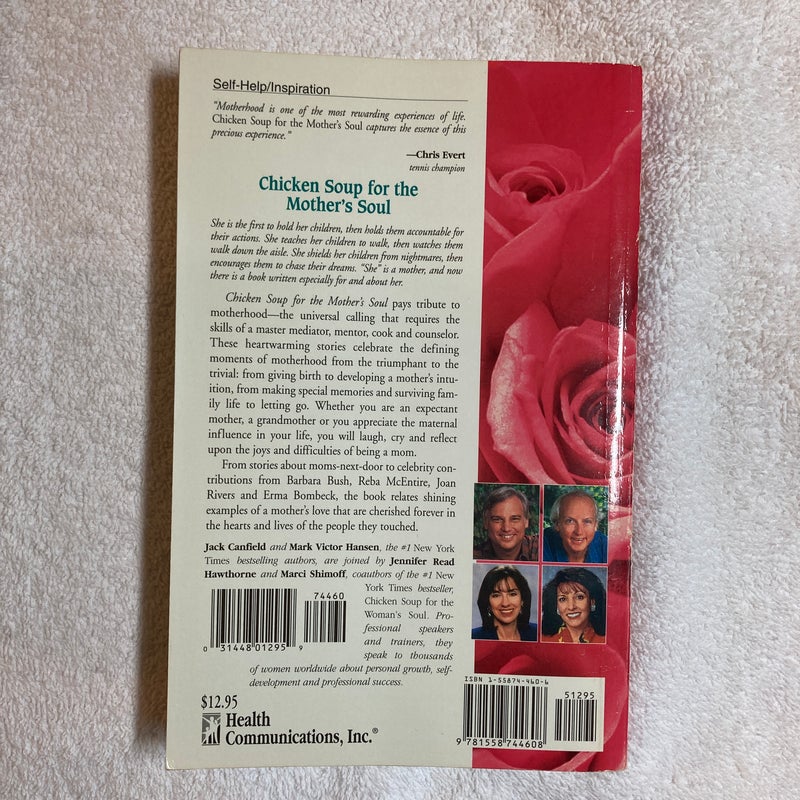 Self-Help/Inspiration
"Motherhood is one of the most rewarding experiences of life.
Chicken Soup for the Mother's Soul captures the essence of this
precious experience."
—Chris Evert
tennis champion
Chicken Soup for the
Mother's Soul
She is the first to hold her children, then holds them accountable for
their actions. She teaches her children to walk, then watches them
walk down the aisle. She shields her children from nightmares, then
encourages them to chase their dreams. "She" is a mother, and now
there is a book written especially for and about her.
Chicken Soup for the Mother's Soul pays tribute to
motherhood—the universal calling that requires the
skills of a master mediator, mentor, cook and counselor.
These heartwarming stories celebrate the defining
moments of motherhood from the triumphant to the
trivial: from giving birth to developing a mother's intu-
ition, from making special memories and surviving fam-
ily life to letting go. Whether you are an expectant
mother, a grandmother or you appreciate the maternal
influence in your life, you will laugh, cry and reflect
upon the joys and difficulties of being a mom.
From stories about moms-next-door to celebrity con-
tributions from Barbara Bush, Reba McEntire, Joan
Rivers and Erma Bombeck, the book relates shining
examples of a mother's love that are cherished forever in
the hearts and lives of the people they touched.
Jack Canfield and Mark Victor Hansen, the #1 New York
Times bestselling authors, are joined by Jennifer Read
Hawthorne and Marci Shimoff, coauthors of the #1 New
York Times bestseller,
Chicken Soup for the
Woman's Soul. Pro-
fessional speakers
and trainers, they
speak to thousands
of women worldwide about personal growth, self-
development and professional success.
74460
0 31448 01295 9
$12.95
Health
Communications, Inc.®
ISBN 1-55874-460-6
51295
9 781558 744608